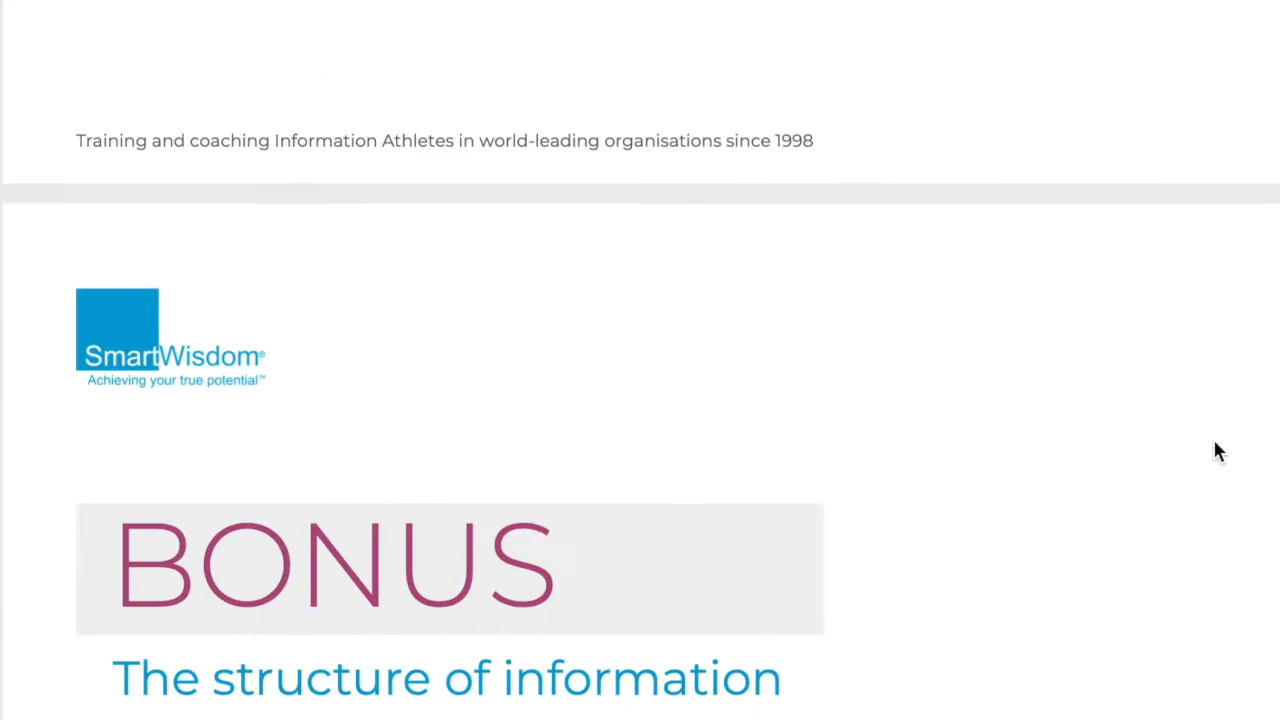 Training and coaching Information Athletes in world-leading organisations since 1998
SmartWisdom®
Achieving your true potential™
BONUS
The structure of information